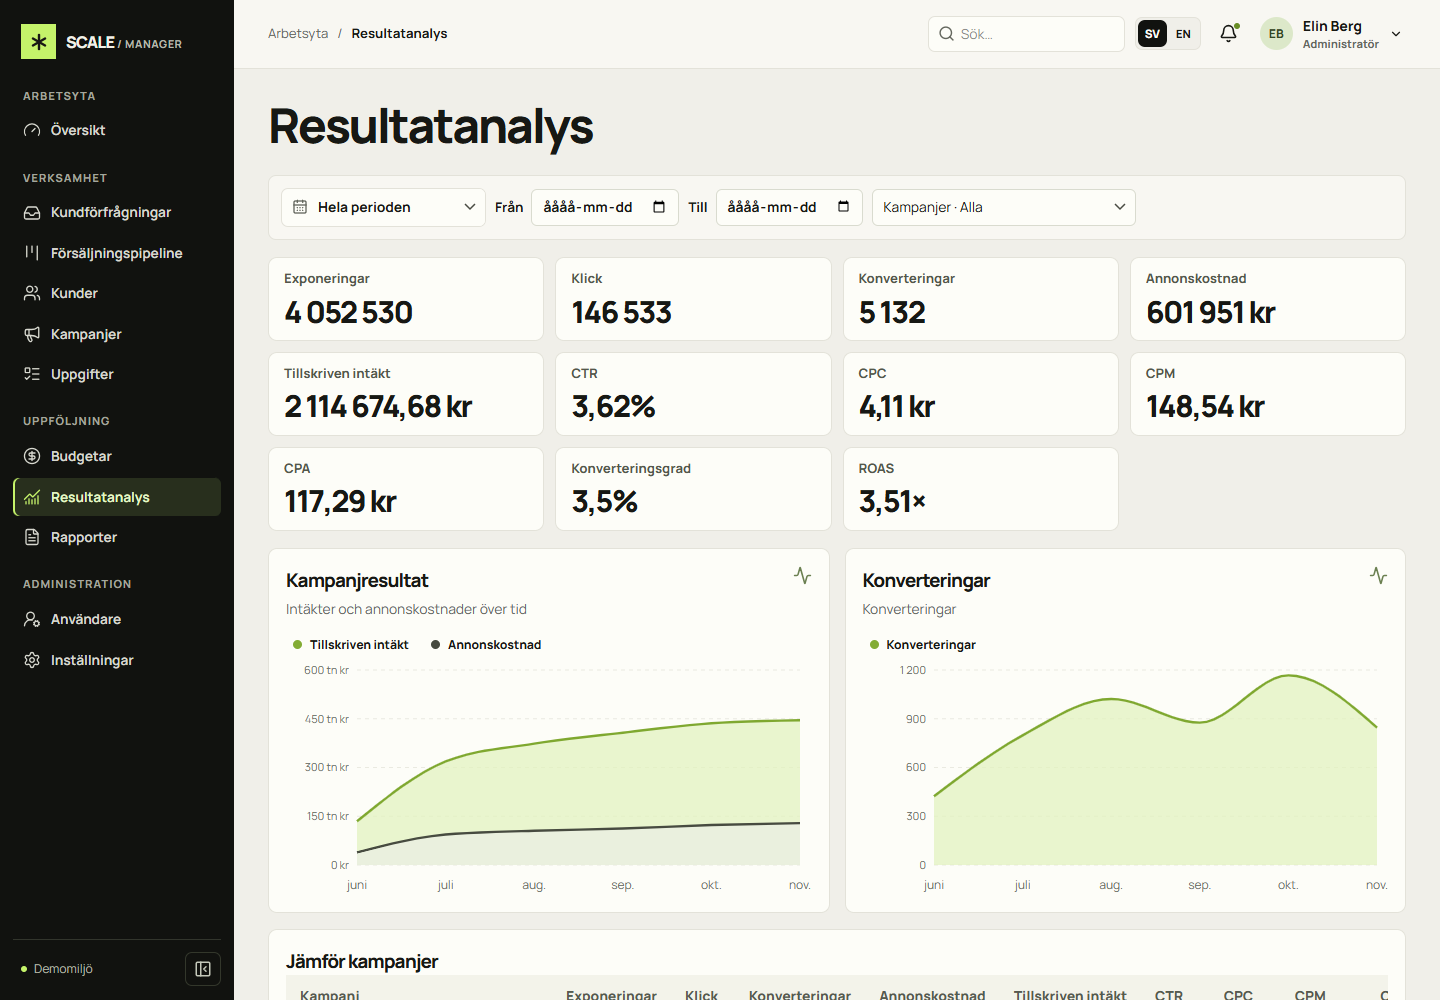 SCALE / MANAGER
ARBETSYTA
Översikt
VERKSAMHET
Kundförfrågningar
Försäljningspipeline
Kunder
Kampanjer
Uppgifter
UPPFÖLJNING
Budgetar
Resultatanalys
Rapporter
ADMINISTRATION
Användare
Inställningar
Demomiljö
Arbetsyta / Resultatanalys
Sök...
SV EN
EB
Elin Berg
Administratör
Resultatanalys
Hela perioden Från åååå-mm-dd Till åååå-mm-dd Kampanjer · Alla
Exponeringar
4 052 530
Klick
146 533
Konverteringar
5 132
Annonskostnad
601 951 kr
Tillskriven intäkt
2 114 674,68 kr
CTR
3,62%
CPC
4,11 kr
CPM
148,54 kr
CPA
117,29 kr
Konverteringsgrad
3,5%
ROAS
3,51×
Kampanjresultat
Intäkter och annonskostnader över tid
Tillskriven intäkt Annonskostnad
600 tn kr
450 tn kr
300 tn kr
150 tn kr
0 kr
juni juli aug. sep. okt. nov.
Konverteringar
Konverteringar
Konverteringar
1 200
900
600
300
0
juni juli aug. sep. okt. nov.
Jämför kampanjer
Kampanj Exponeringar Klick Konverteringar Annonskostnad Tillskriven intäkt CTR CPC CPM C